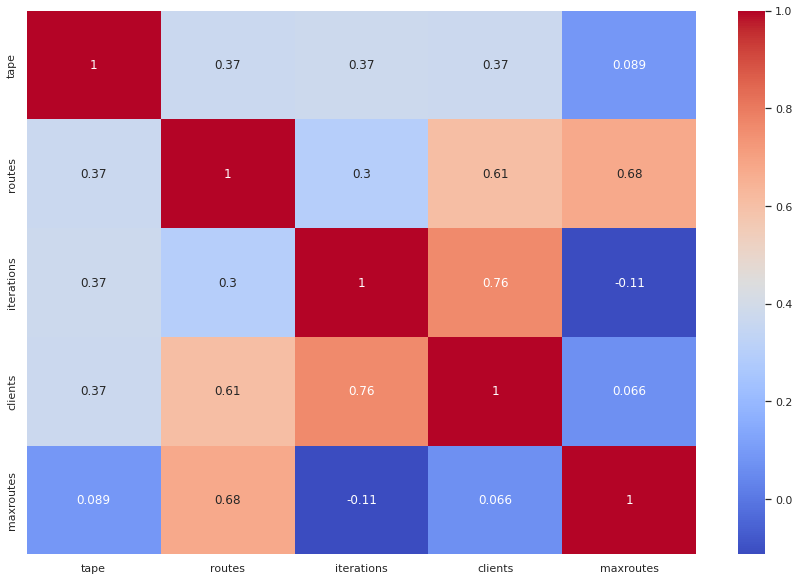 tape 1 0.37 0.37 0.37 0.089
routes 0.37 1 0.3 0.61 0.68
iterations 0.37 0.3 1 0.76 -0.11
clients 0.37 0.61 0.76 1 0.066
maxroutes 0.089 0.68 -0.11 0.066 1
tape routes iterations clients maxroutes
1.0
0.8
0.6
0.4
0.2
0.0